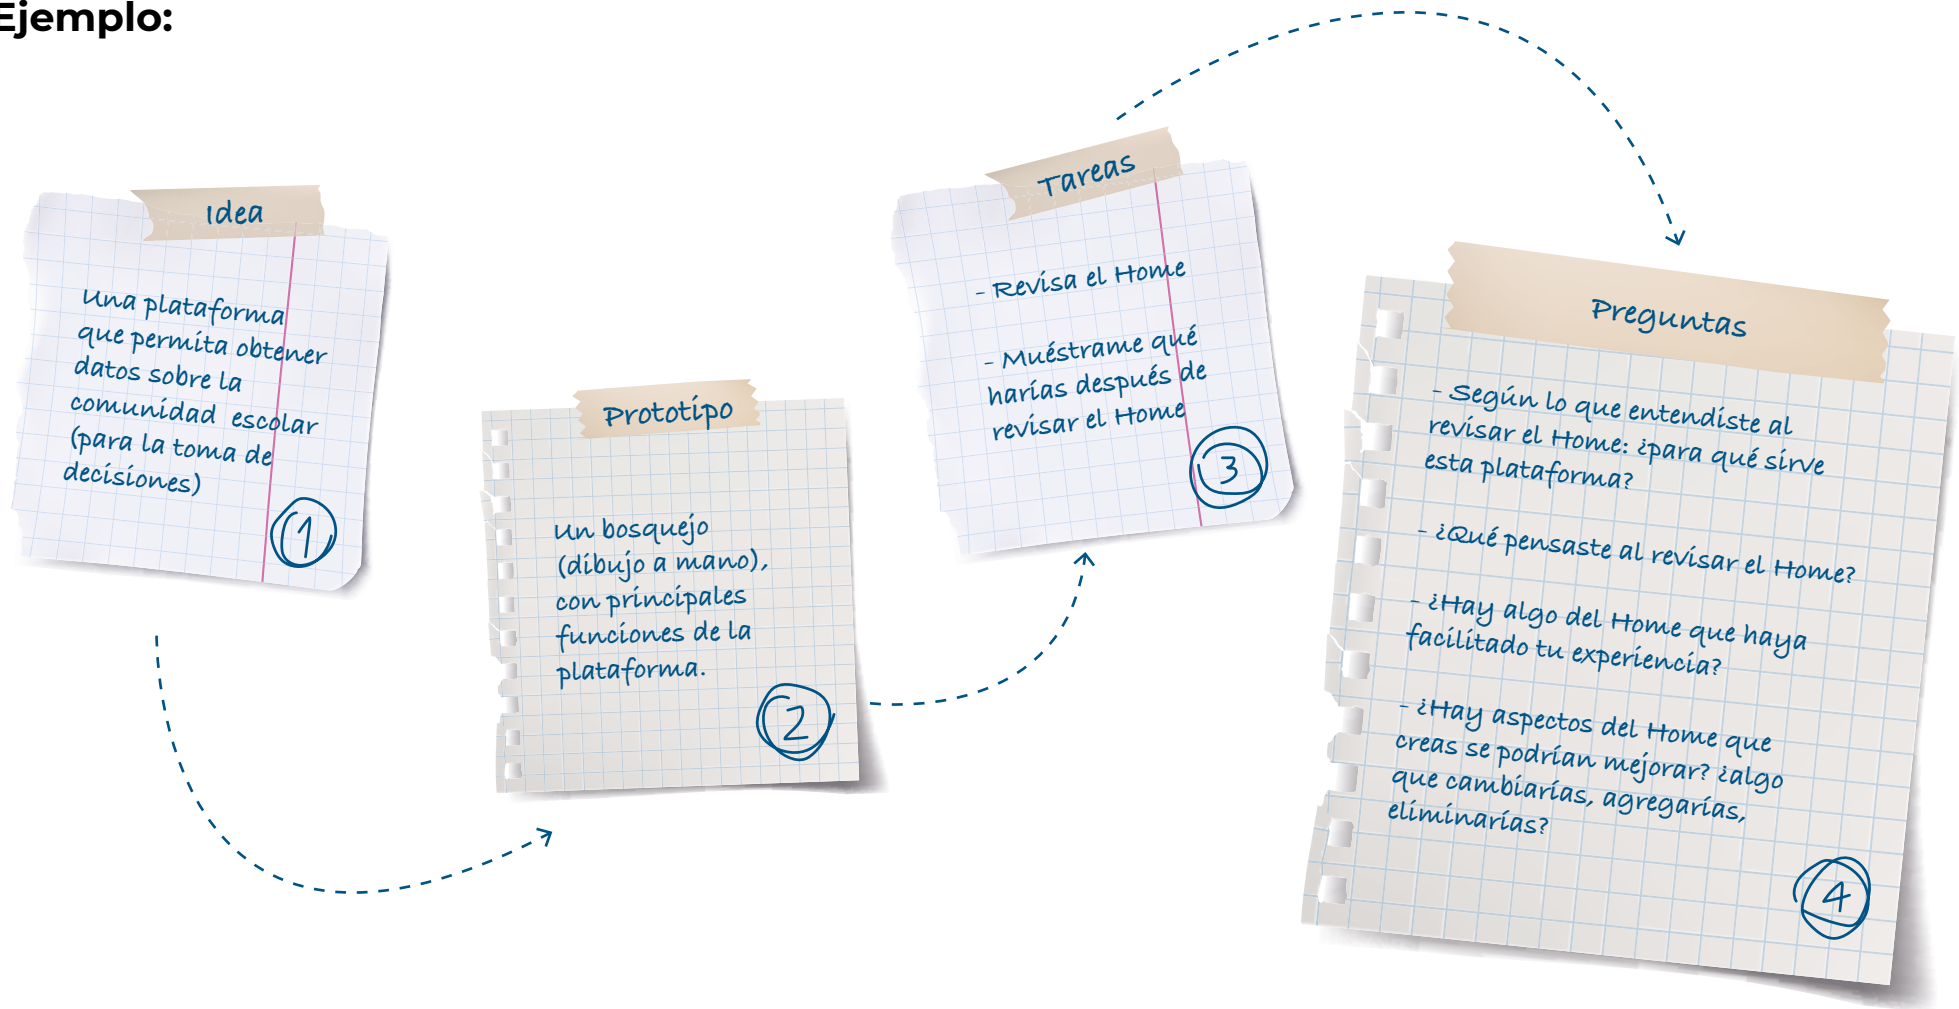 Ejemplo:
Idea
Una plataforma
que permita obtener
datos sobre la
comunidad escolar
(para la toma de
decisiones)
1
Prototipo
Un bosquejo
(dibujo a mano),
con principales
funciones de la
plataforma.
2
Tareas
- Revisa el Home
- Muéstrame qué
harías después de
revisar el Home
3
Preguntas
- Según lo que entendiste al
revisar el Home: ¿para qué sirve
esta plataforma?
- ¿Qué pensaste al revisar el Home?
- ¿Hay algo del Home que haya
facilitado tu experiencia?
- ¿Hay aspectos del Home que
creas se podrían mejorar? ¿algo
que cambiarías, agregarías,
eliminarías?
4